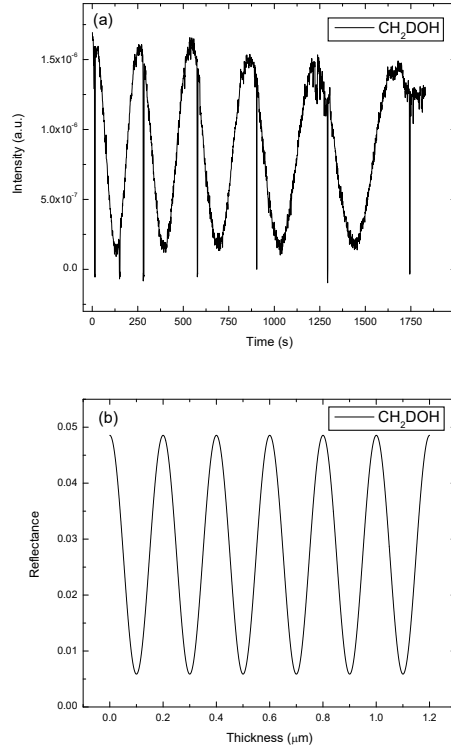 (a)
CH₂DOH
1.5x10⁻⁶
1.0x10⁻⁶
5.0x10⁻⁷
0.0
Intensity (a.u.)
0 250 500 750 1000 1250 1500 1750
Time (s)
(b)
CH₂DOH
0.05
0.04
0.03
0.02
0.01
0.00
Reflectance
0.0 0.2 0.4 0.6 0.8 1.0 1.2
Thickness (μm)